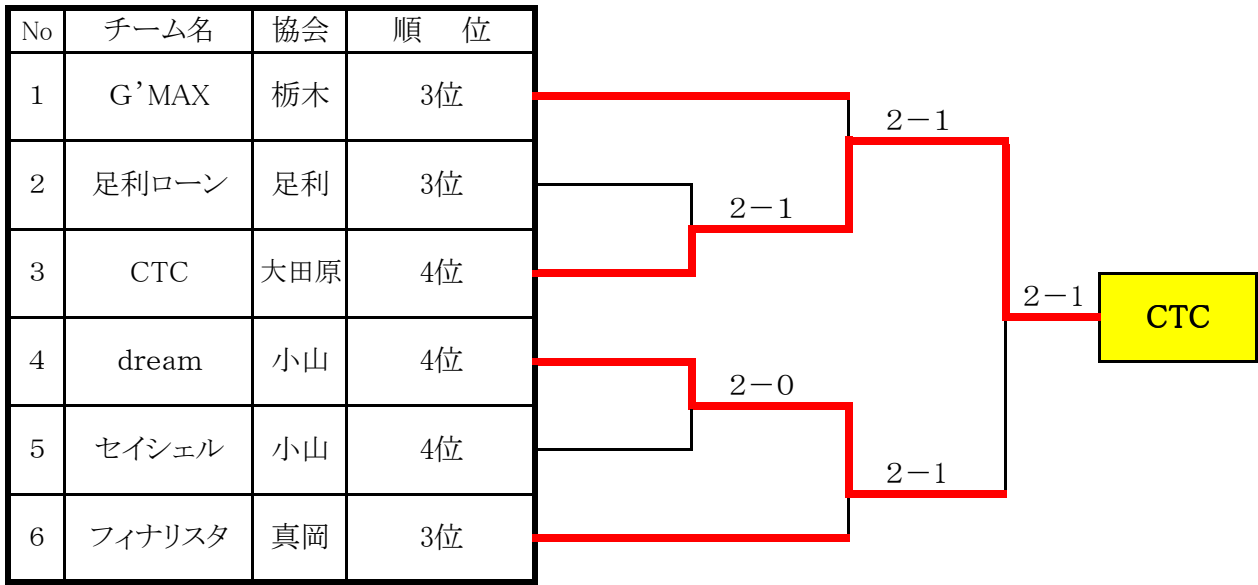 No チーム名 協会 順　位
1 G’MAX 栃木 3位
2－1
2 足利ローン 足利 3位
2－1
3 CTC 大田原 4位
2－1
CTC
4 dream 小山 4位
2－0
5 セイシェル 小山 4位
2－1
6 フィナリスタ 真岡 3位